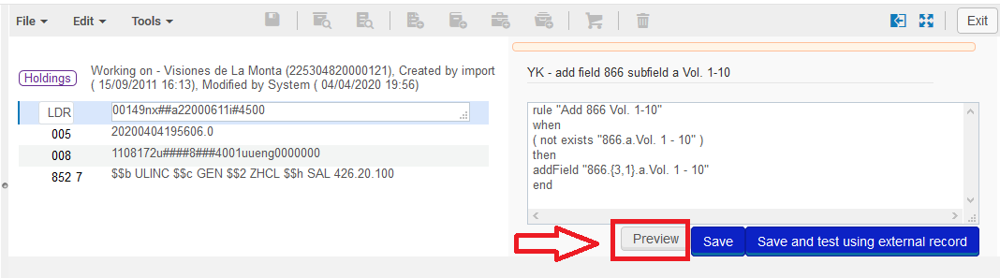 File Edit Tools Exit
Holdings Working on - Visiones de La Monta (225304820000121), Created by import
( 15/09/2011 16:13), Modified by System ( 04/04/2020 19:56)
LDR 00149nx##a22000611i#4500
005 20200404195606.0
008 1108172u####8###4001uueng0000000
852 7 $$b ULINC $$c GEN $$2 ZHCL $$h SAL 426.20.100
YK - add field 866 subfield a Vol. 1-10
rule "Add 866 Vol. 1-10"
when
( not exists "866.a.Vol. 1 - 10" )
then
addField "866.{3,1}.a.Vol. 1 - 10"
end
Preview Save Save and test using external record